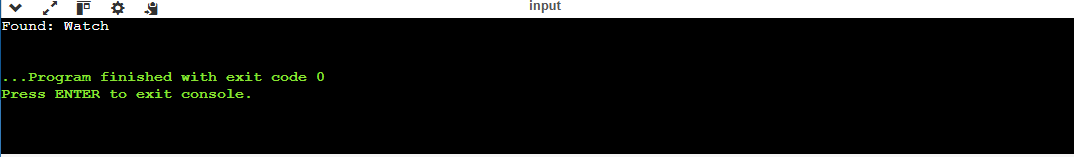 input
Found: Watch
...Program finished with exit code 0
Press ENTER to exit console.